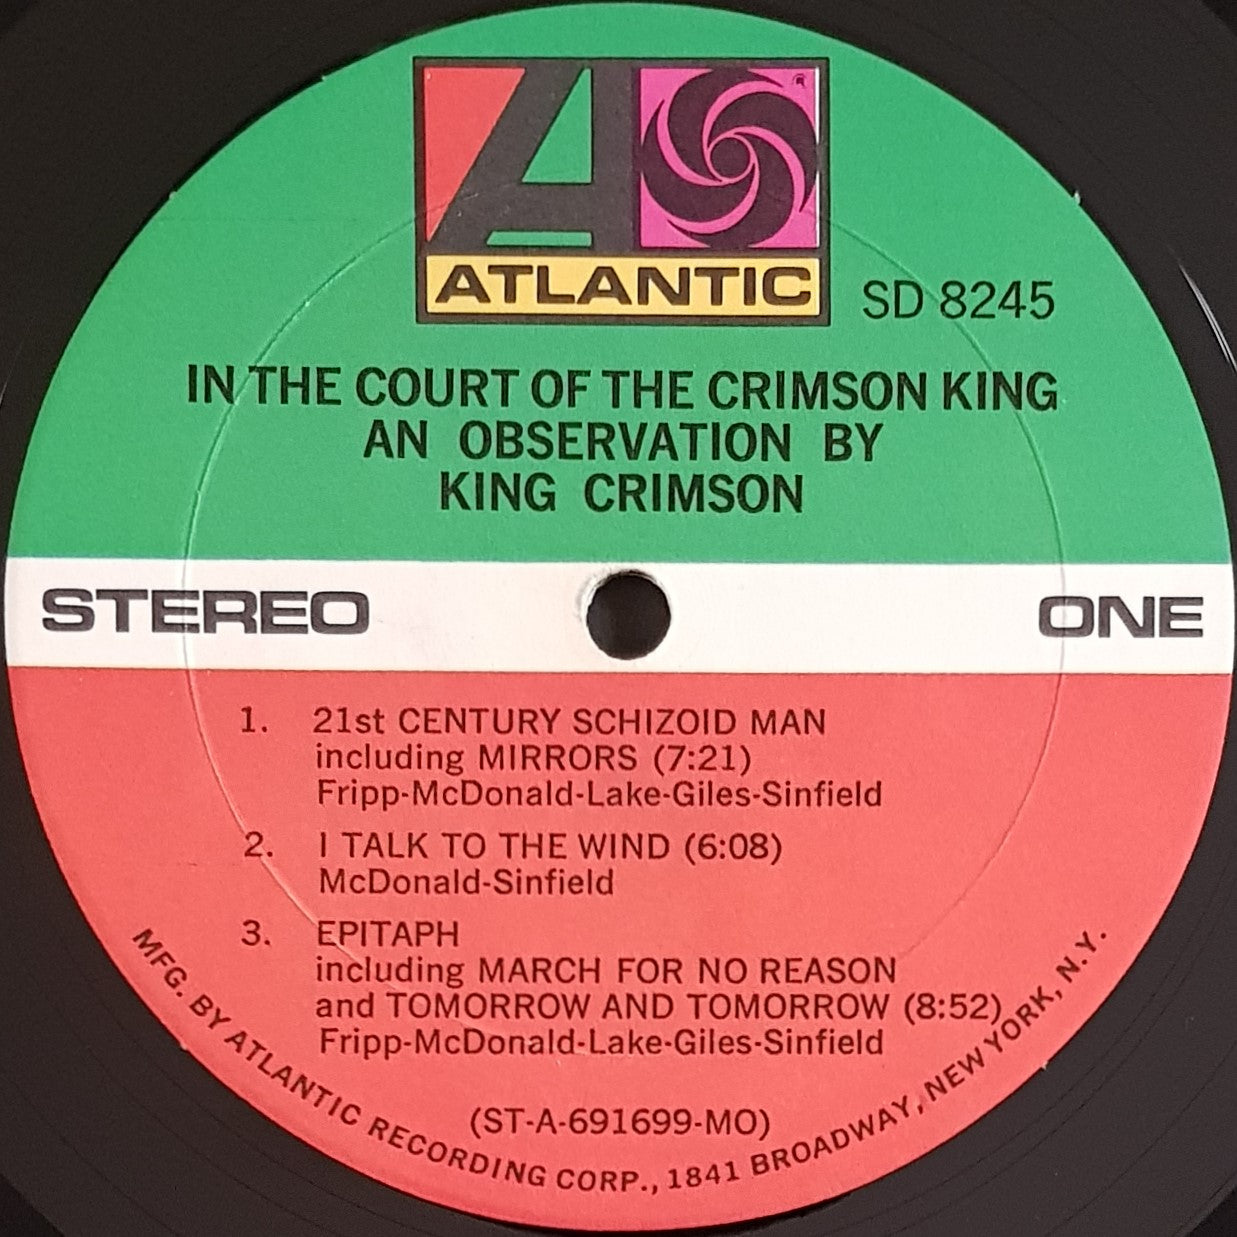 ATLANTIC
SD 8245
IN THE COURT OF THE CRIMSON KING
AN OBSERVATION BY
KING CRIMSON
STEREO
ONE
1. 21st CENTURY SCHIZOID MAN
including MIRRORS (7:21)
Fripp-McDonald-Lake-Giles-Sinfield
2. I TALK TO THE WIND (6:08)
McDonald-Sinfield
3. EPITAPH
including MARCH FOR NO REASON
and TOMORROW AND TOMORROW (8:52)
Fripp-McDonald-Lake-Giles-Sinfield
(ST-A-691699-MO)
MFG. BY ATLANTIC RECORDING CORP., 1841 BROADWAY, NEW YORK, N.Y.